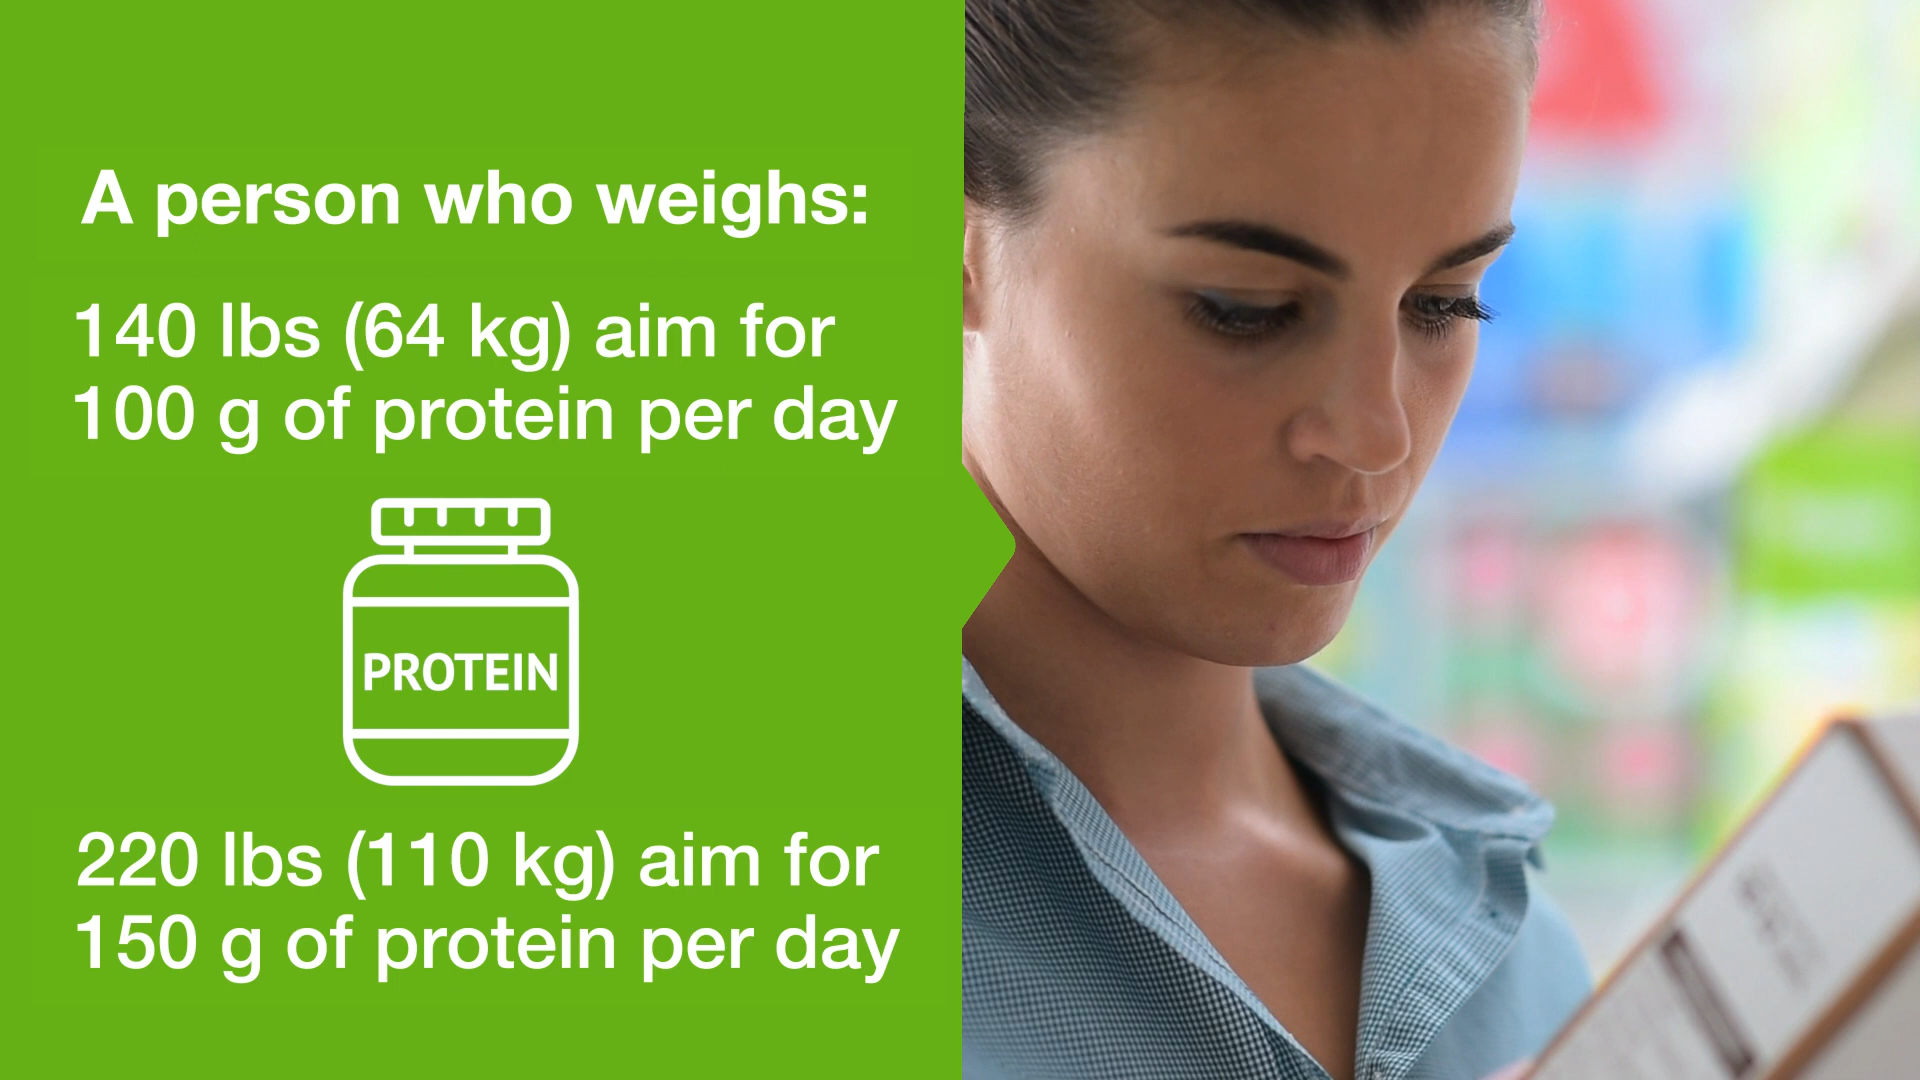 A person who weighs:
140 lbs (64 kg) aim for
100 g of protein per day
PROTEIN
220 lbs (110 kg) aim for
150 g of protein per day